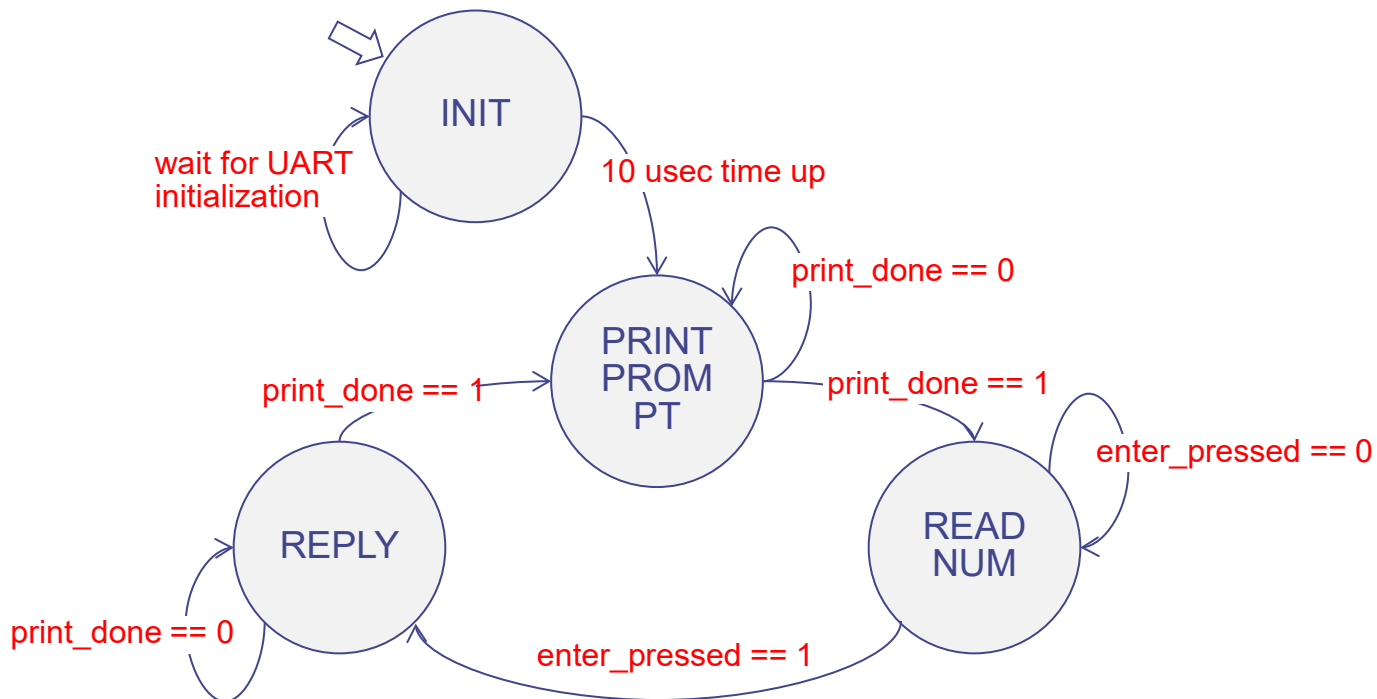 INIT
wait for UART
initialization
10 usec time up
print_done == 0
PRINT
PROM
PT
print_done == 1
print_done == 1
enter_pressed == 0
REPLY
READ
NUM
print_done == 0
enter_pressed == 1